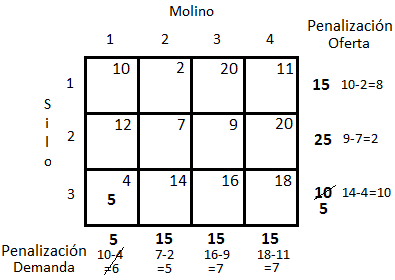 Molino
Penalización
Oferta
1 2 3 4
S
i
l
o
1 10 2 20 11 15 10-2=8
2 12 7 9 20 25 9-7=2
3 4 14 16 18 10 14-4=10
5 5
5 15 15 15
Penalización 10-4 7-2 16-9 18-11
Demanda =6 =5 =7 =7